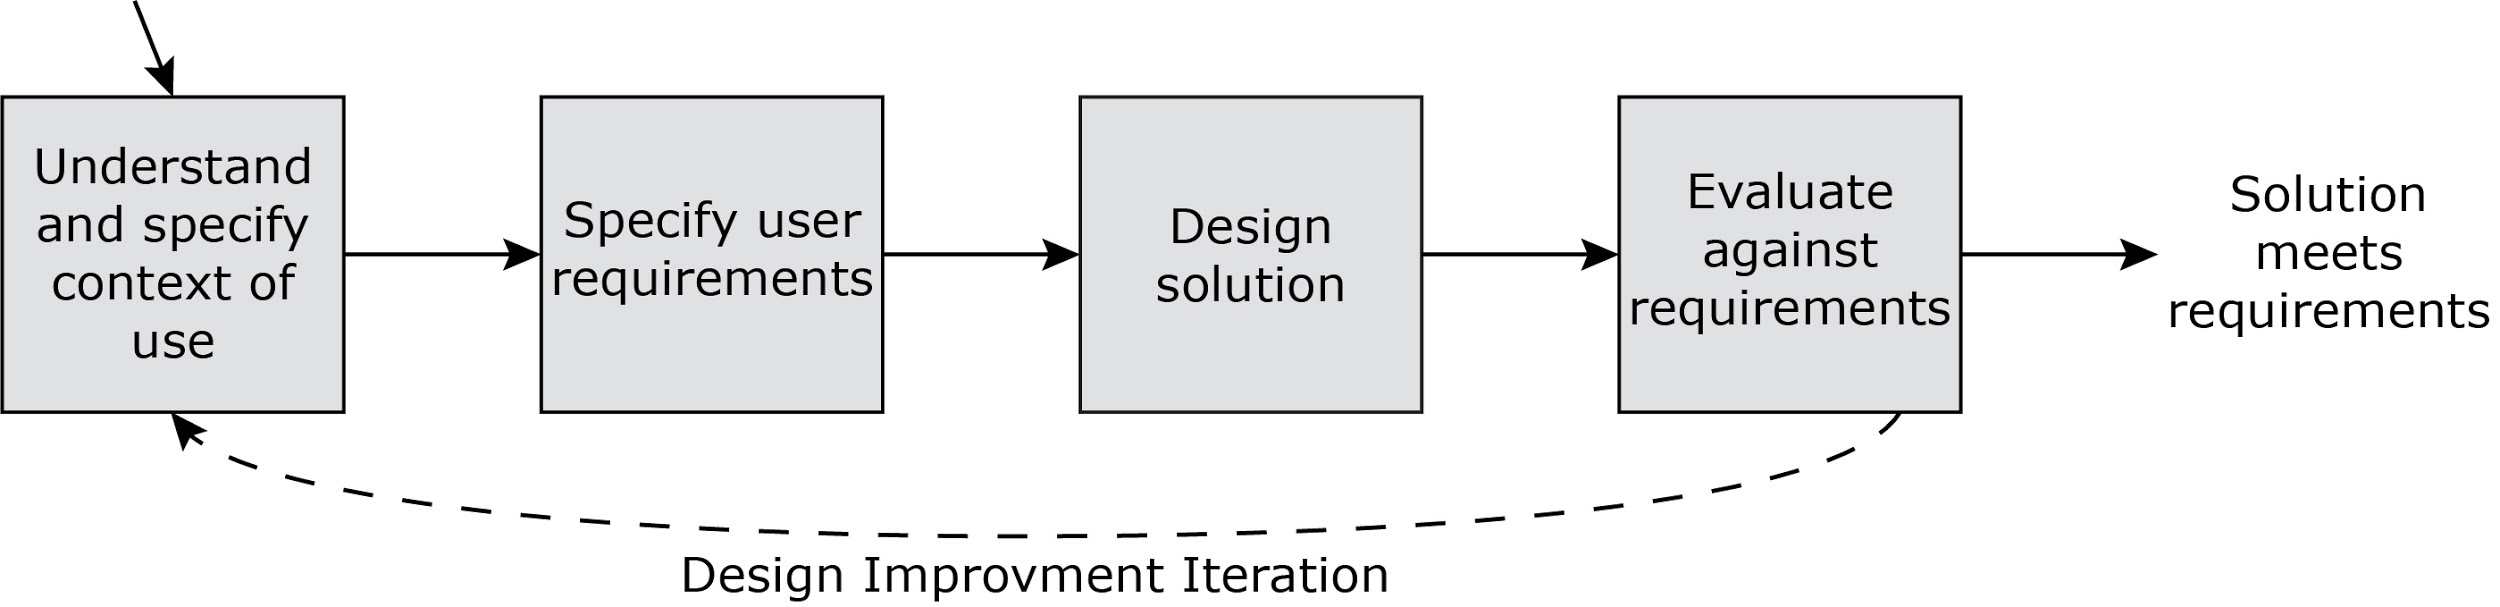 Understand
and specify
context of
use
Specify user
requirements
Design
solution
Evaluate
against
requirements
Solution
meets
requirements
Design Improvment Iteration